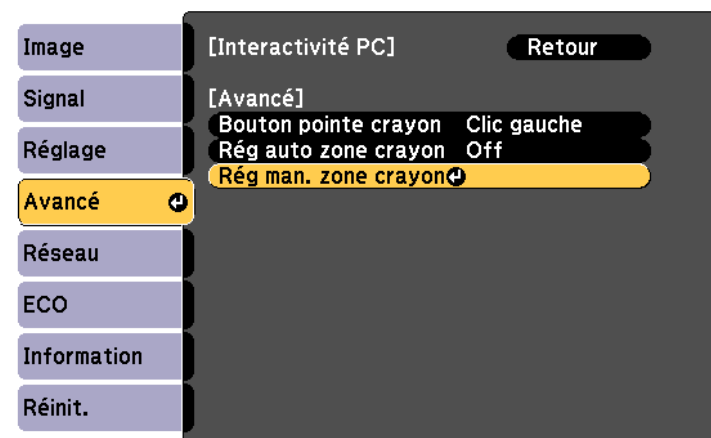 Image
Signal
Réglage
Avancé
Réseau
ECO
Information
Réinit.
[Interactivité PC] Retour
[Avancé]
Bouton pointe crayon Clic gauche
Rég auto zone crayon Off
Rég man. zone crayon